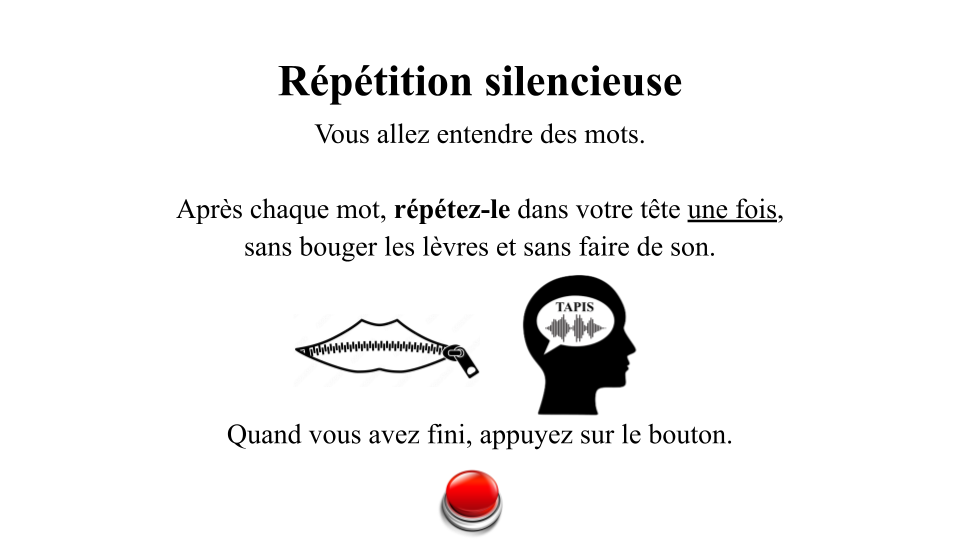 Répétition silencieuse
Vous allez entendre des mots.
Après chaque mot, répétez-le dans votre tête une fois,
sans bouger les lèvres et sans faire de son.
TAPIS
Quand vous avez fini, appuyez sur le bouton.